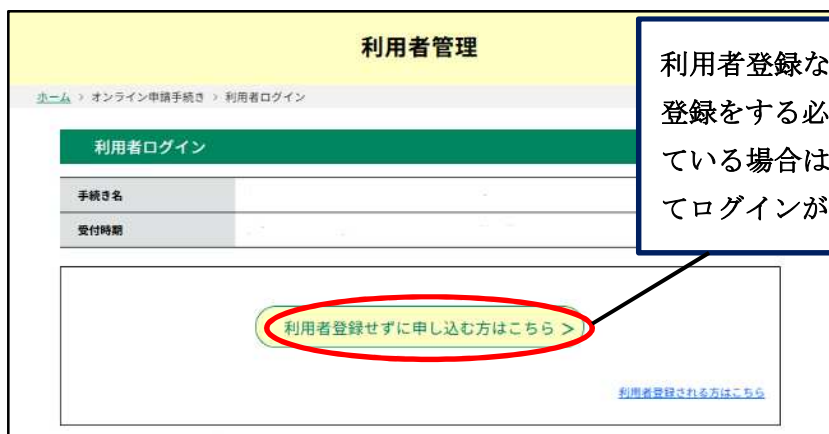 利用者管理
利用者登録な
登録をする必
ている場合は
てログインが
ホーム > オンライン申請手続き > 利用者ログイン
利用者ログイン
手続き名
受付時期
利用者登録せずに申し込む方はこちら >
利用者登録される方はこちら